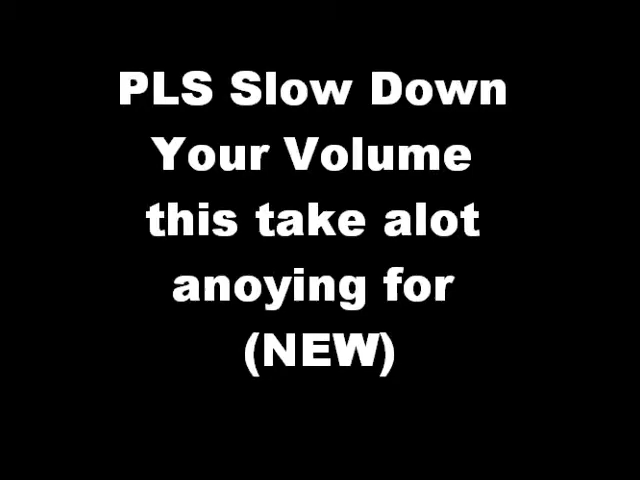 PLS Slow Down
Your Volume
this take alot
anoying for
(NEW)